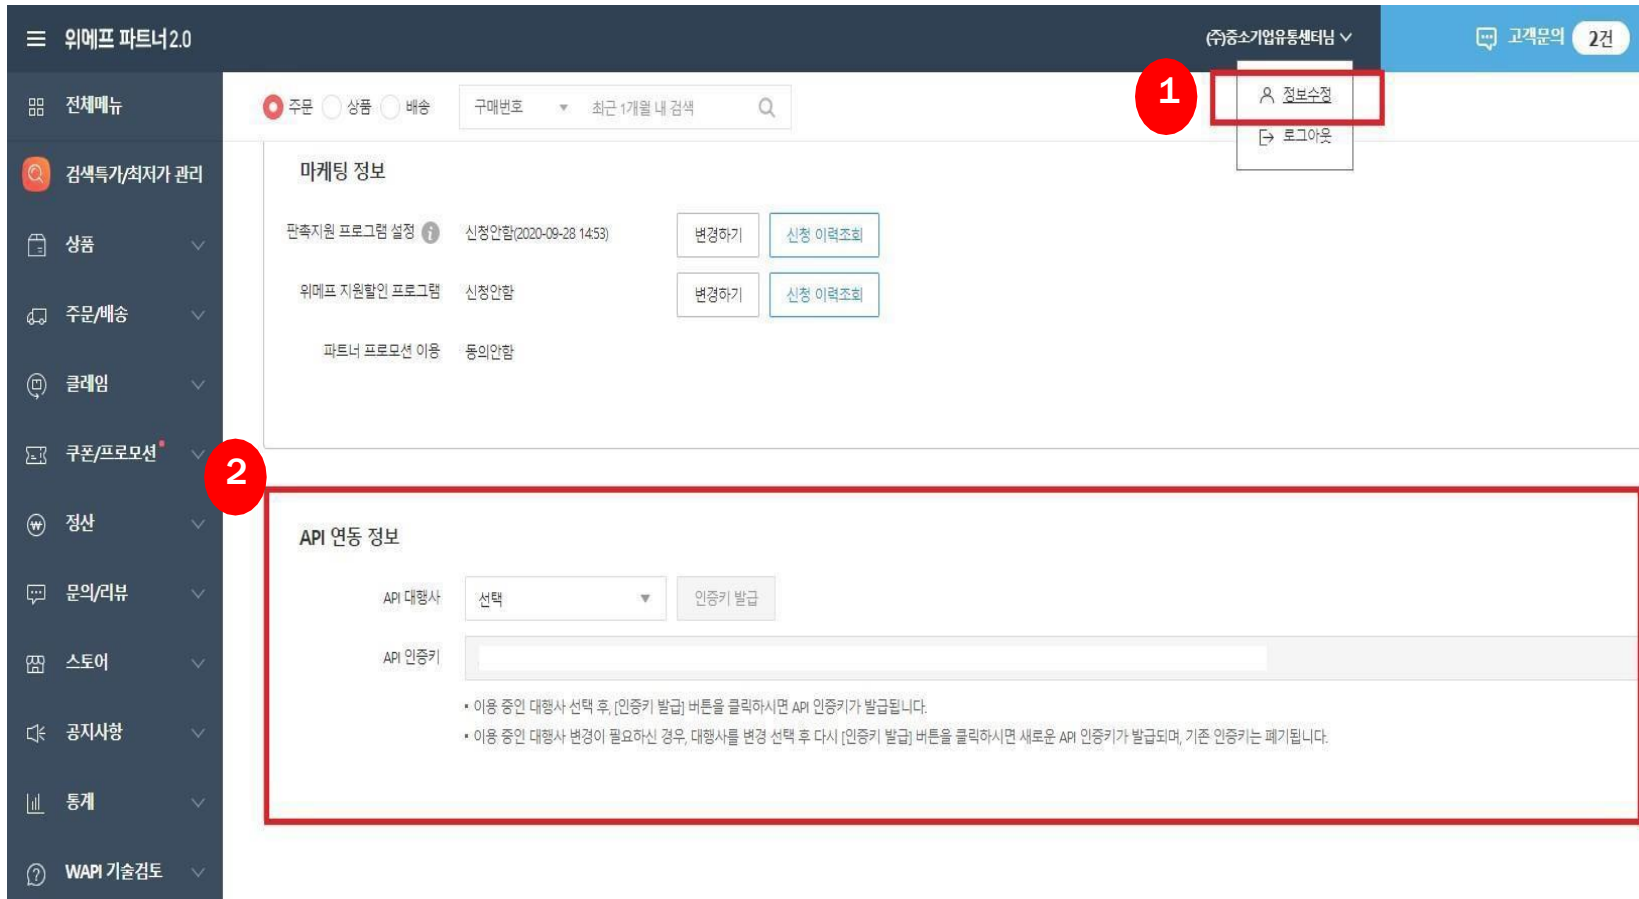 위메프 파트너2.0
(주)중소기업유통센터님
고객문의 2건
1
정보수정
로그아웃
전체메뉴
검색특가/최저가 관리
상품
주문/배송
클레임
쿠폰/프로모션
정산
문의/리뷰
스토어
공지사항
통계
WAPI 기술검토
주문 상품 배송 구매번호 최근 1개월 내 검색
마케팅 정보
판촉지원 프로그램 설정 신청안함(2020-09-28 14:53) 변경하기 신청 이력조회
위메프 지원할인 프로그램 신청안함 변경하기 신청 이력조회
파트너 프로모션 이용 동의안함
2
API 연동 정보
API 대행사 선택 인증키 발급
API 인증키
• 이용 중인 대행사 선택 후, [인증키 발급] 버튼을 클릭하시면 API 인증키가 발급됩니다.
• 이용 중인 대행사 변경이 필요하신 경우, 대행사를 변경 선택 후 다시 [인증키 발급] 버튼을 클릭하시면 새로운 API 인증키가 발급되며, 기존 인증키는 폐기됩니다.